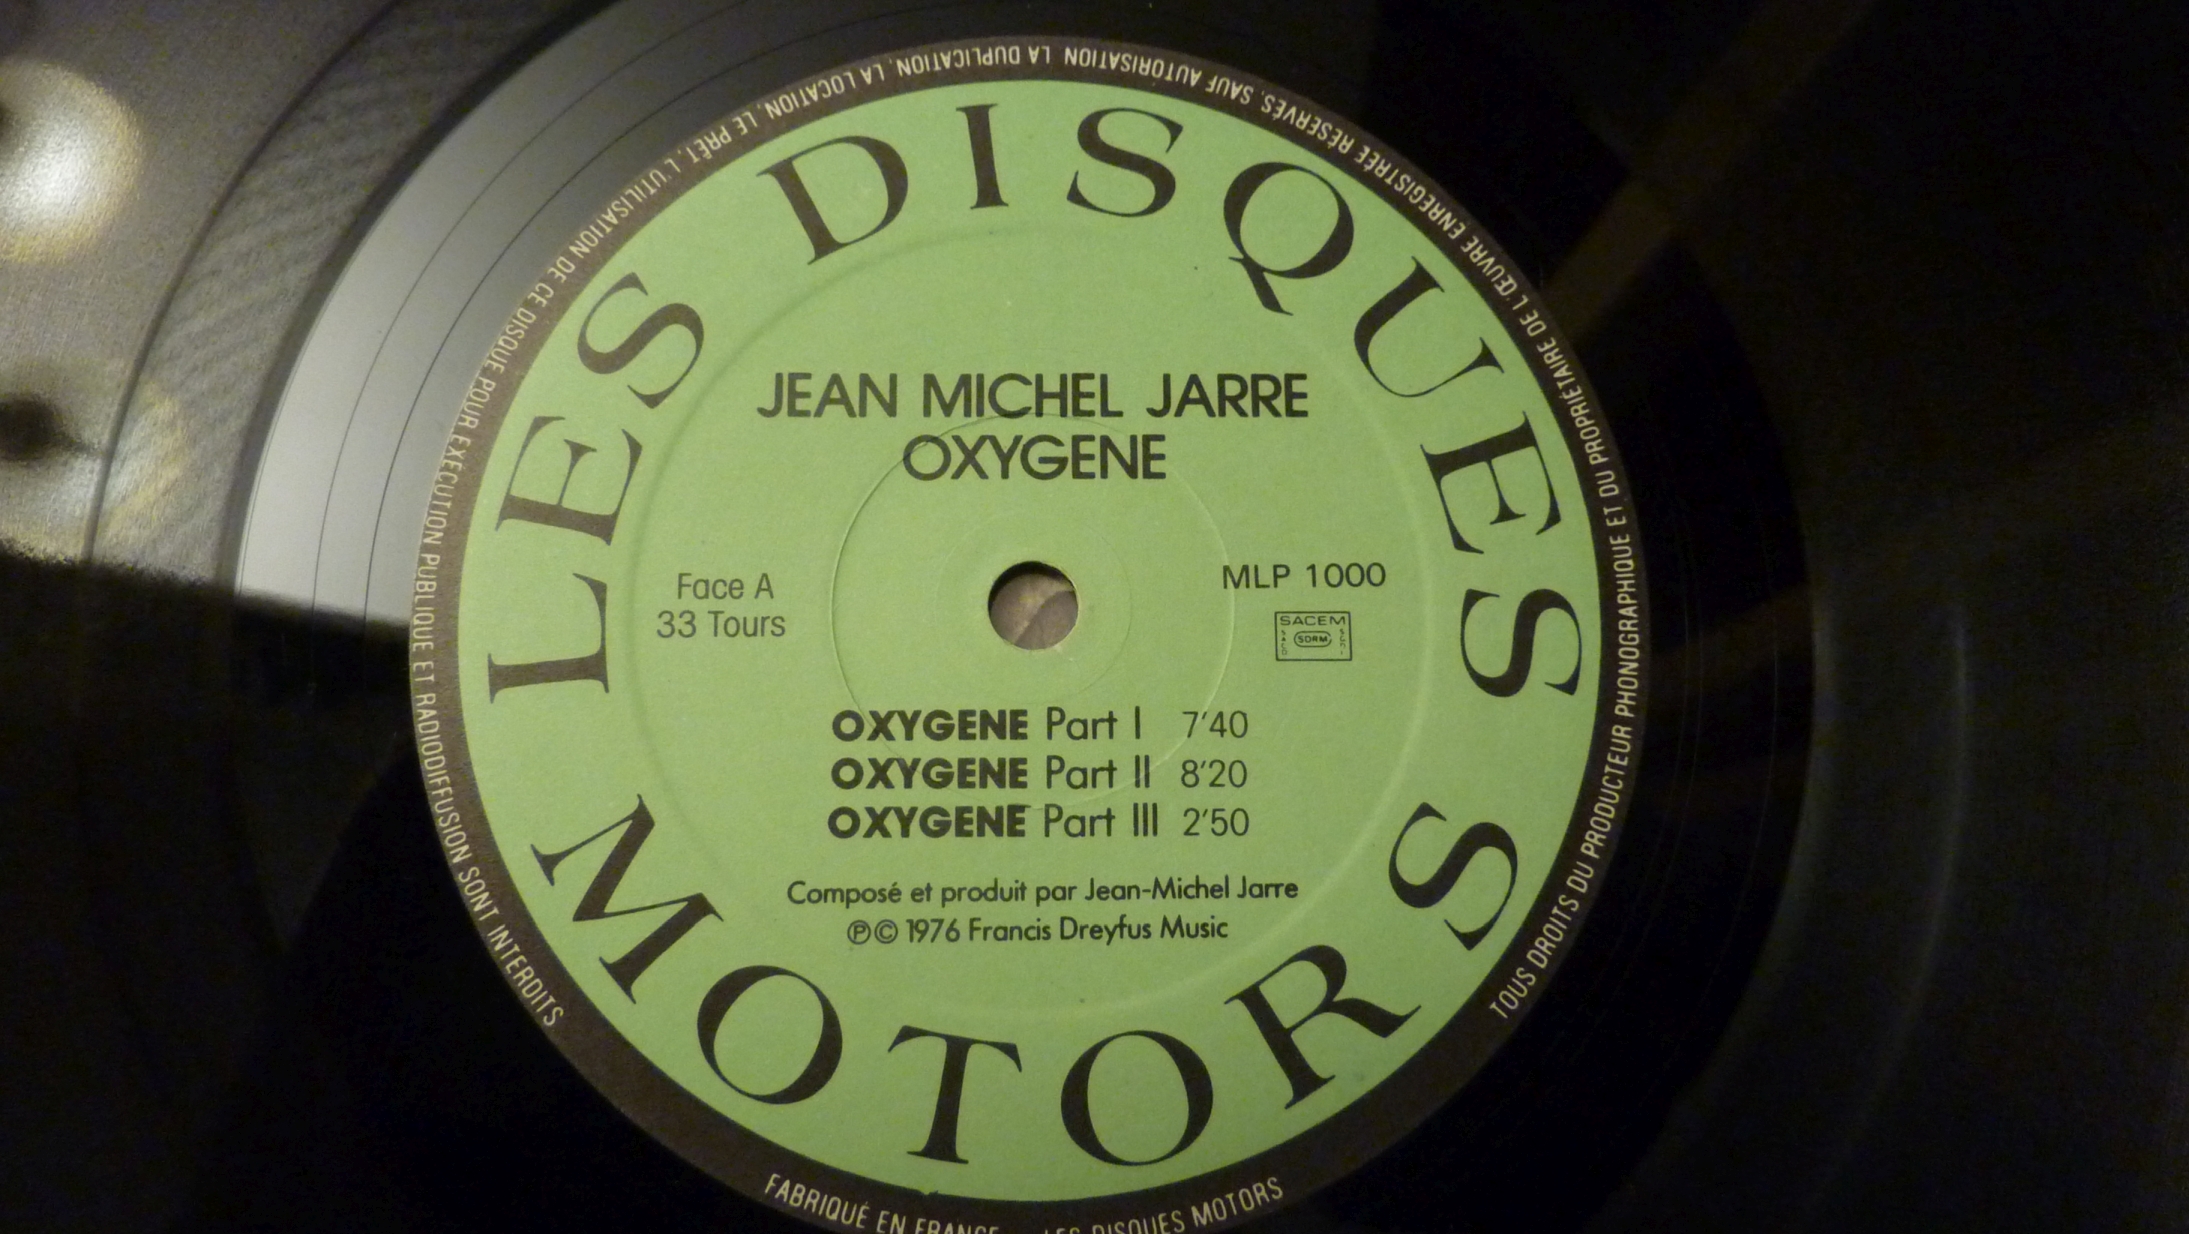 LES DISQUES MOTORS
JEAN MICHEL JARRE
OXYGENE
Face A
33 Tours
MLP 1000
SACEM
SDRM
OXYGENE Part I 7'40
OXYGENE Part II 8'20
OXYGENE Part III 2'50
Composé et produit par Jean-Michel Jarre
℗© 1976 Francis Dreyfus Music
TOUS DROITS DU PRODUCTEUR PHONOGRAPHIQUE ET DU PROPRIÉTAIRE DE L'ŒUVRE ENREGISTRÉE RÉSERVÉS. SAUF AUTORISATION LA DUPLICATION, LA LOCATION, LE PRÊT, L'UTILISATION DE CE DISQUE POUR EXÉCUTION PUBLIQUE ET RADIODIFFUSION SONT INTERDITS
FABRIQUÉ EN FRANCE LES DISQUES MOTORS